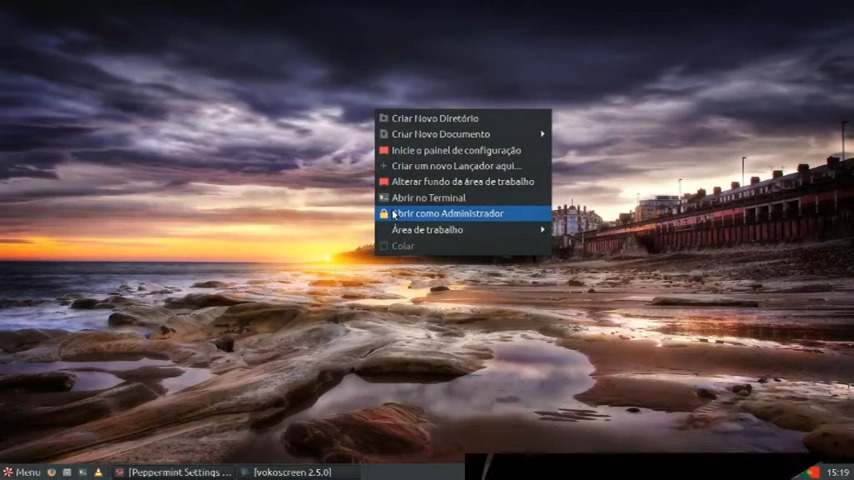 Criar Novo Diretório
Criar Novo Documento
Inicie o painel de configuração
Criar um novo Lançador aqui...
Alterar fundo da área de trabalho
Abrir no Terminal
Abrir como Administrador
Área de trabalho
Colar
Menu
[Peppermint Settings ...
[vokoscreen 2.5.0]
15:19